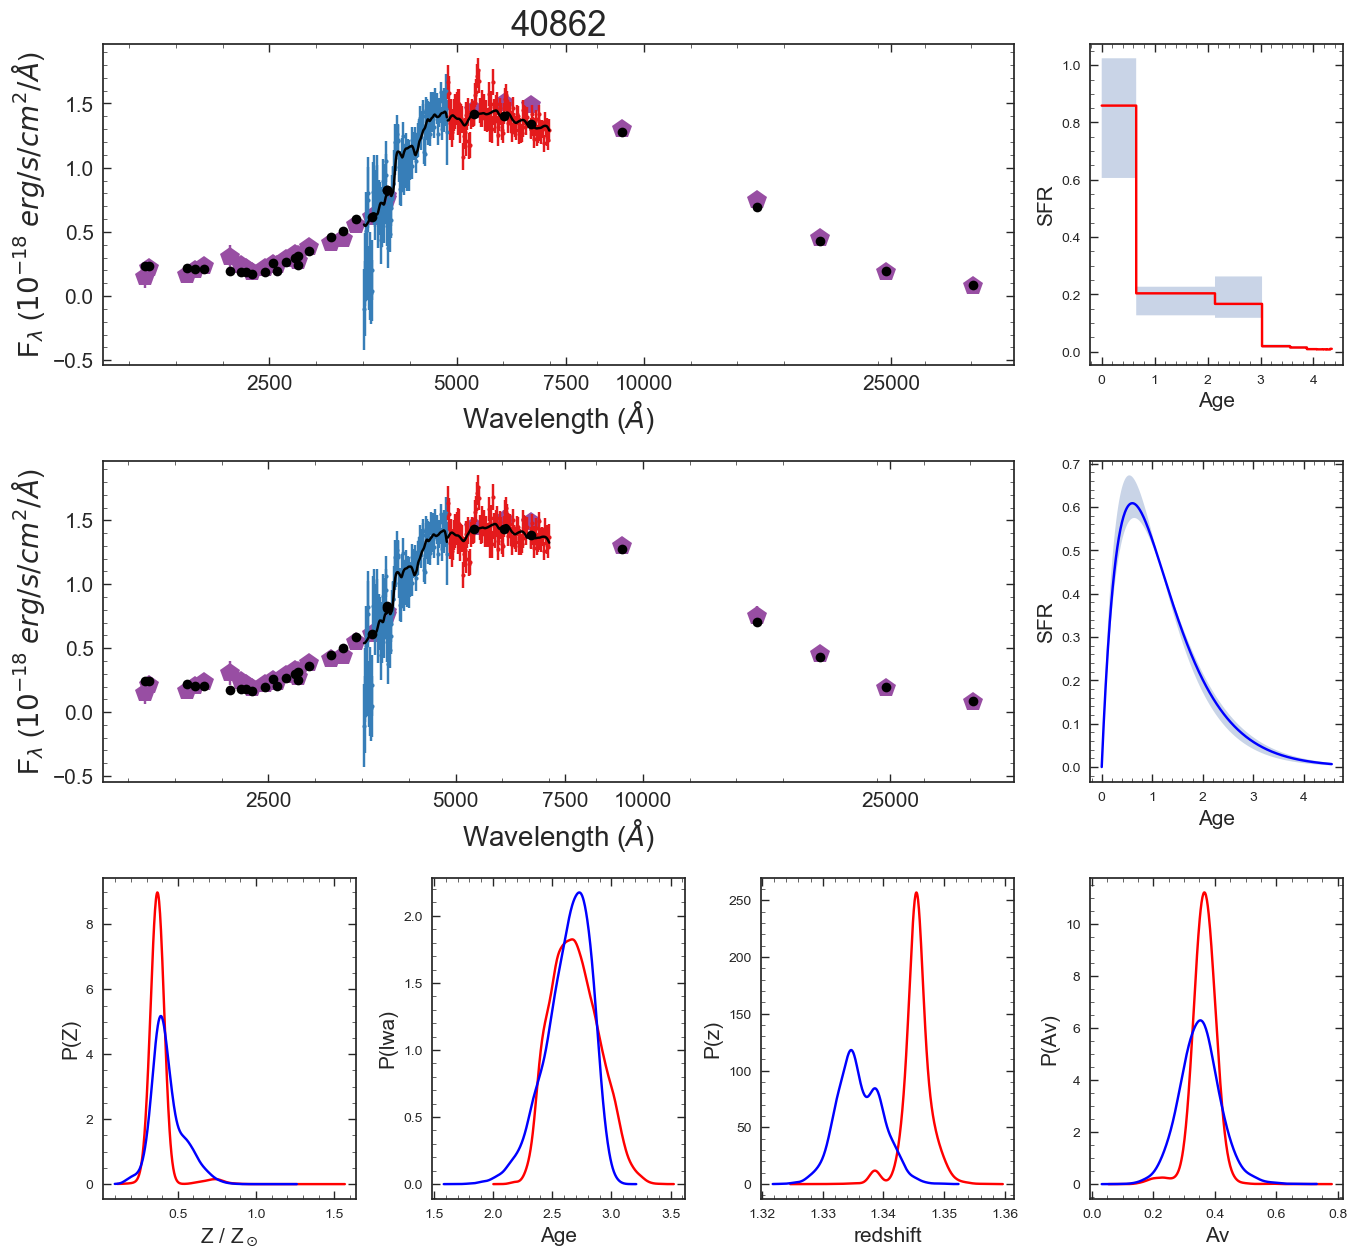 40862
F_λ (10^−18 erg/s/cm^2/Å)
1.5
1.0
0.5
0.0
−0.5
2500 5000 7500 10000 25000
Wavelength (Å)
SFR
1.0
0.8
0.6
0.4
0.2
0.0
0 1 2 3 4
Age
F_λ (10^−18 erg/s/cm^2/Å)
1.5
1.0
0.5
0.0
−0.5
2500 5000 7500 10000 25000
Wavelength (Å)
SFR
0.7
0.6
0.5
0.4
0.3
0.2
0.1
0.0
0 1 2 3 4
Age
P(Z)
8
6
4
2
0
0.5 1.0 1.5
Z / Z_⊙
P(lwa)
2.0
1.5
1.0
0.5
0.0
1.5 2.0 2.5 3.0 3.5
Age
P(z)
250
200
150
100
50
0
1.32 1.33 1.34 1.35 1.36
redshift
P(Av)
10
8
6
4
2
0
0.0 0.2 0.4 0.6 0.8
Av